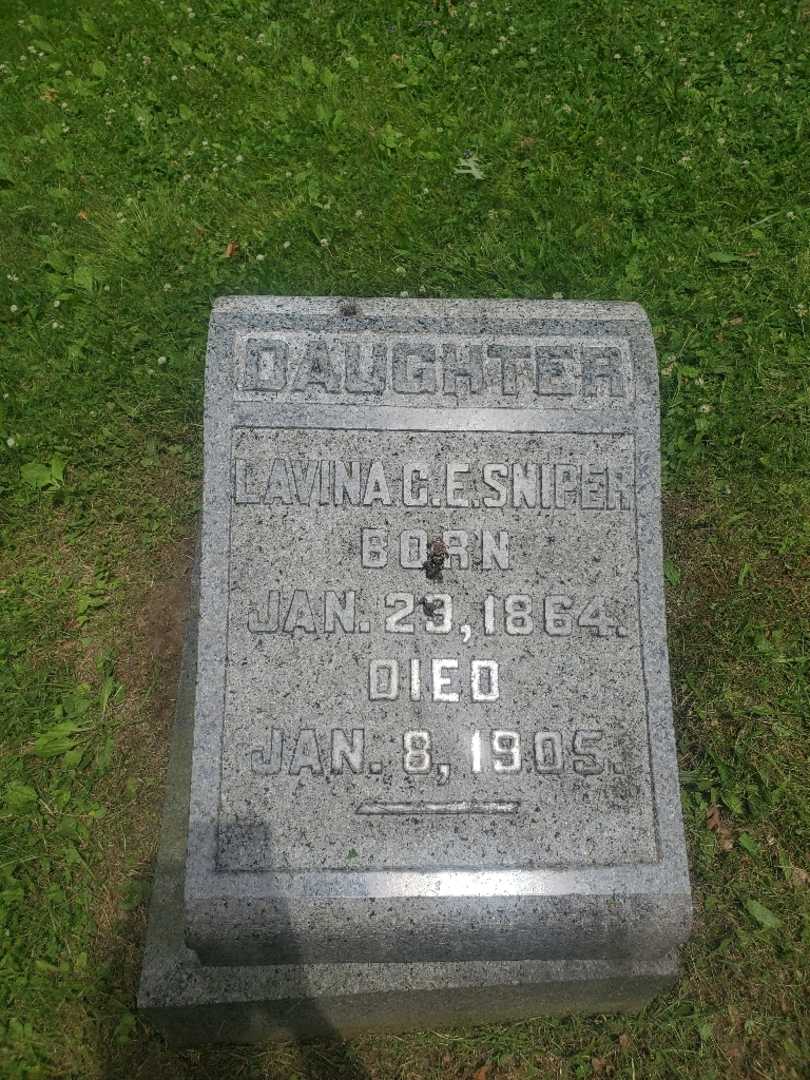 DAUGHTER
LAVINA C.E. SNIPER
BORN
JAN. 23, 1864.
DIED
JAN. 8, 1905.